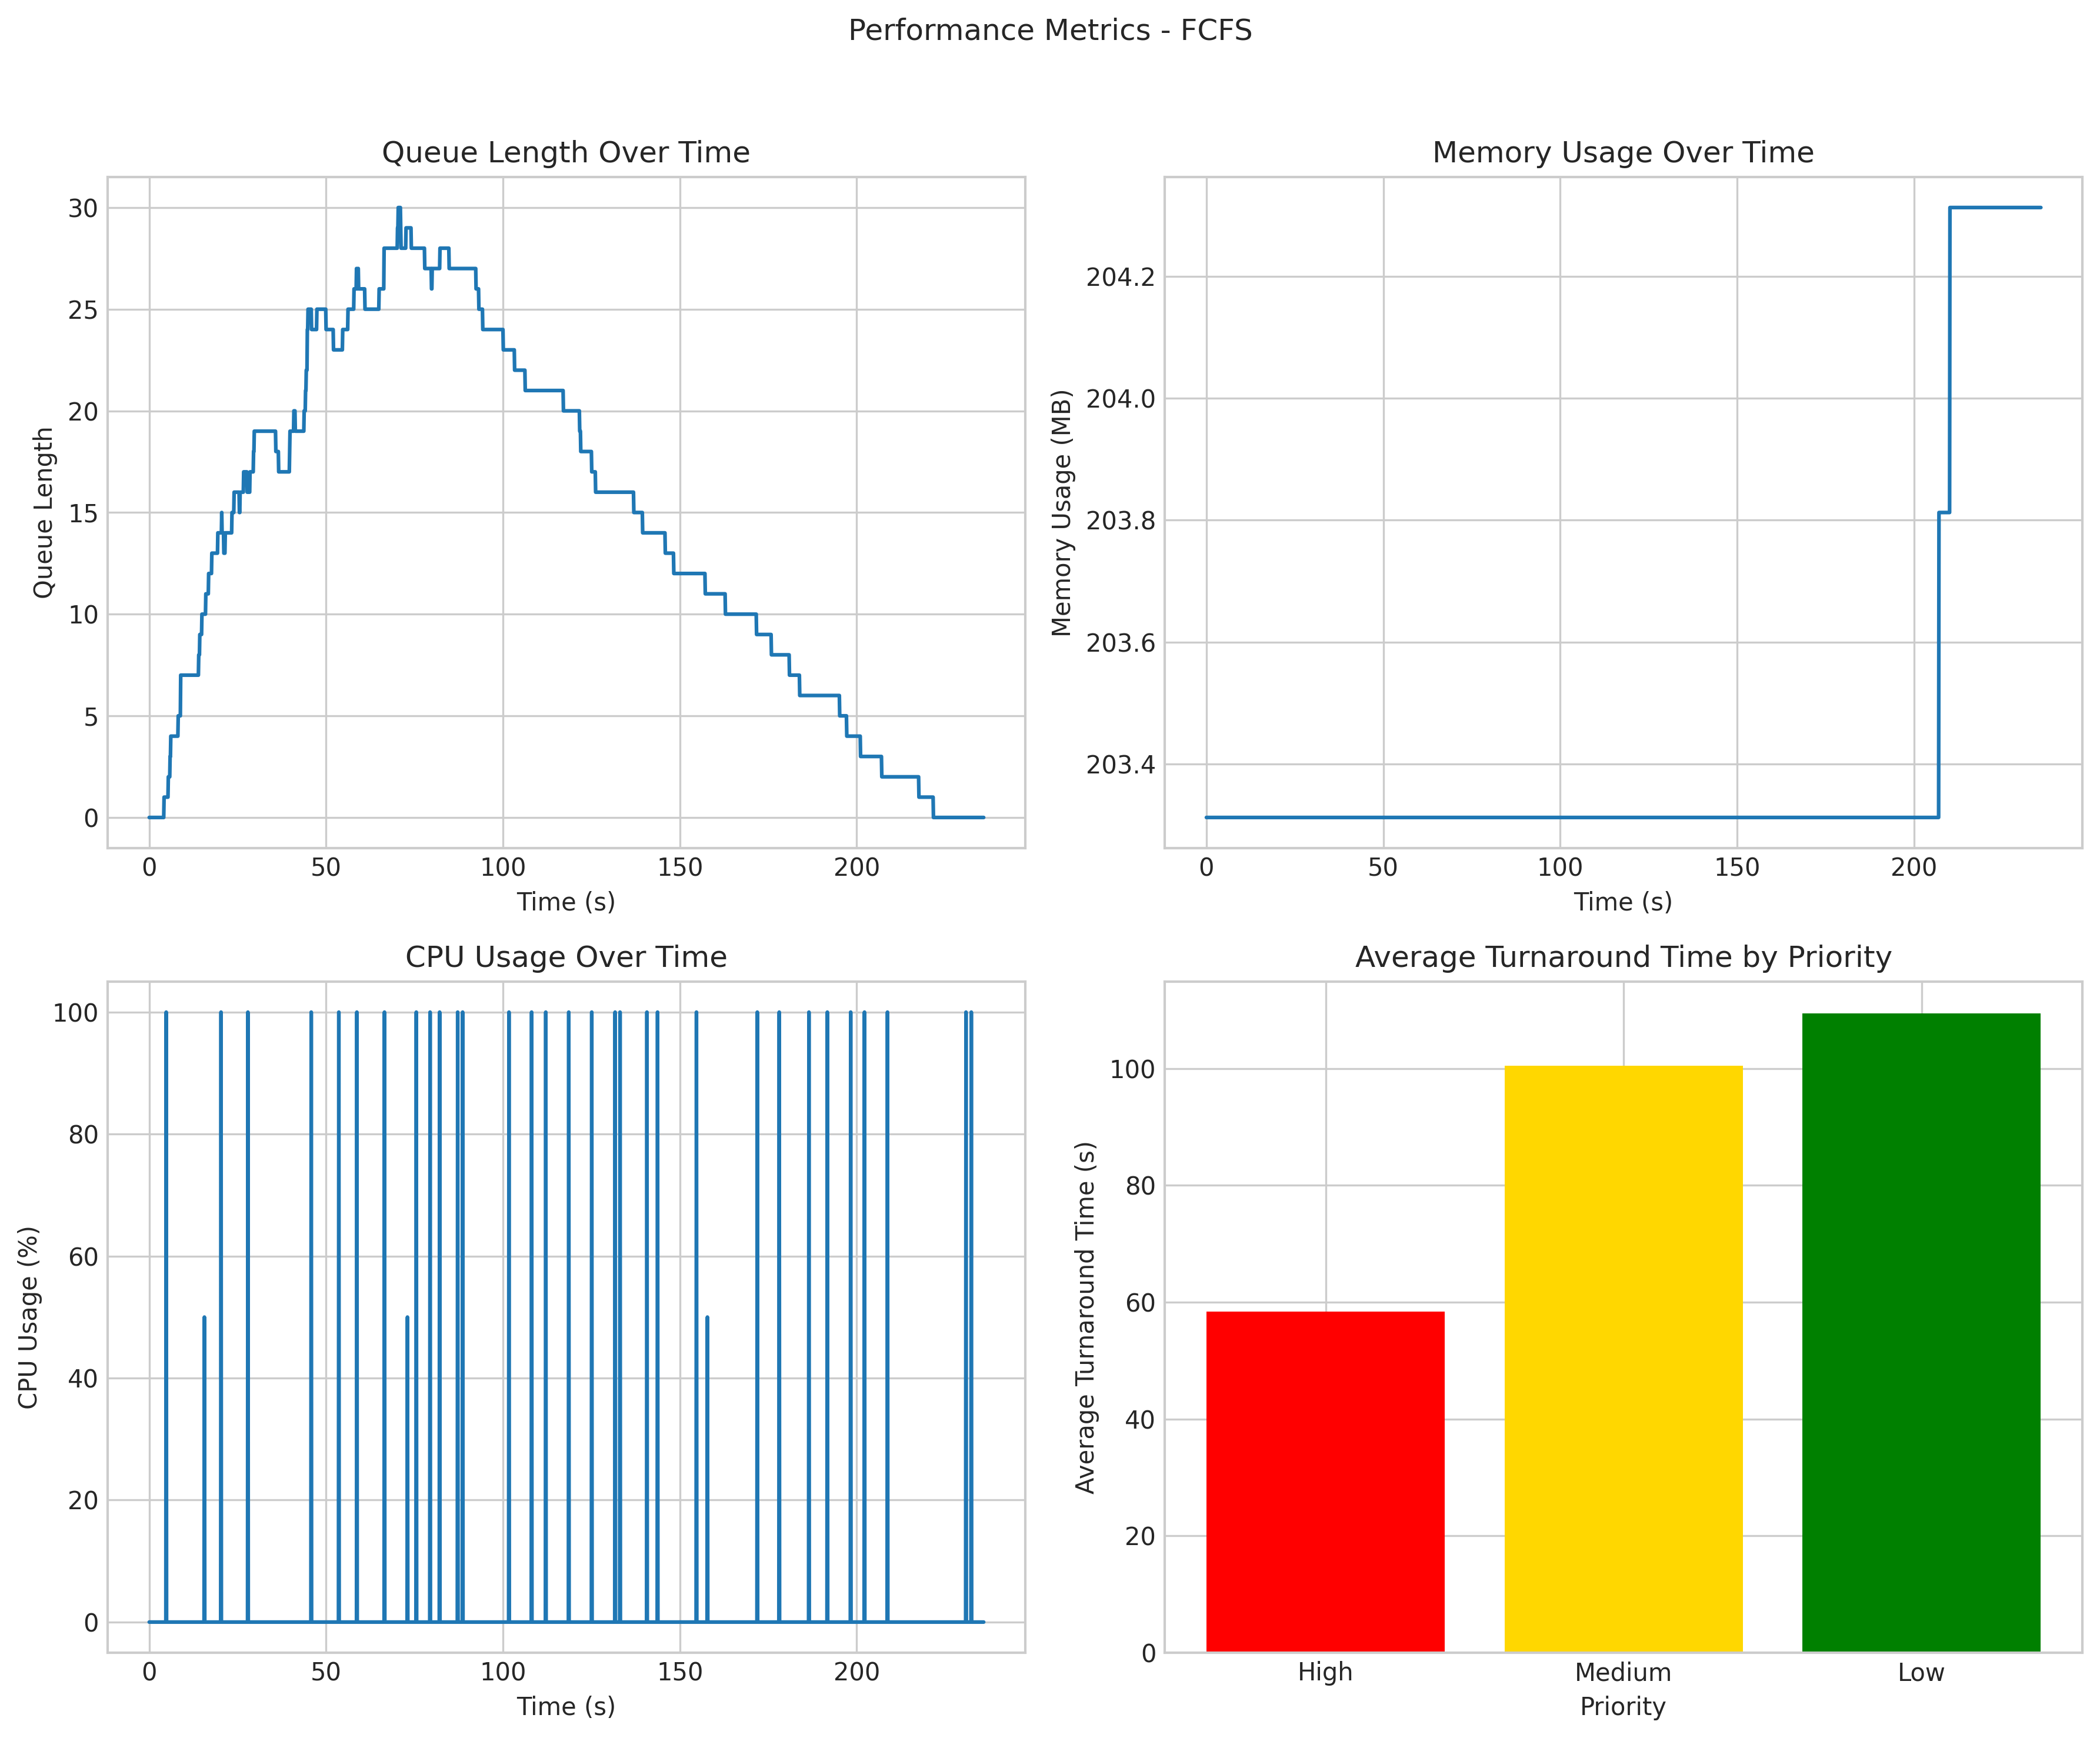 Performance Metrics - FCFS
Queue Length Over Time
30
25
20
15
10
5
0
Queue Length
0 50 100 150 200
Time (s)
Memory Usage Over Time
204.2
204.0
203.8
203.6
203.4
Memory Usage (MB)
0 50 100 150 200
Time (s)
CPU Usage Over Time
100
80
60
40
20
0
CPU Usage (%)
0 50 100 150 200
Time (s)
Average Turnaround Time by Priority
100
80
60
40
20
0
Average Turnaround Time (s)
High Medium Low
Priority